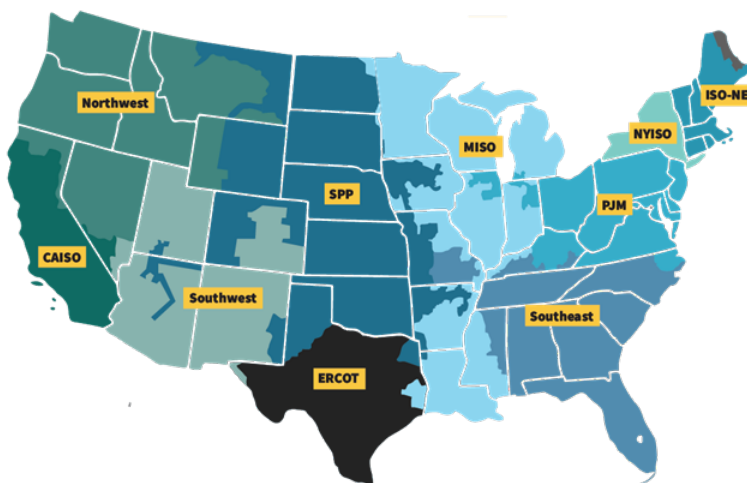 Northwest
ISO-NE
NYISO
MISO
SPP
PJM
CAISO
Southwest
Southeast
ERCOT